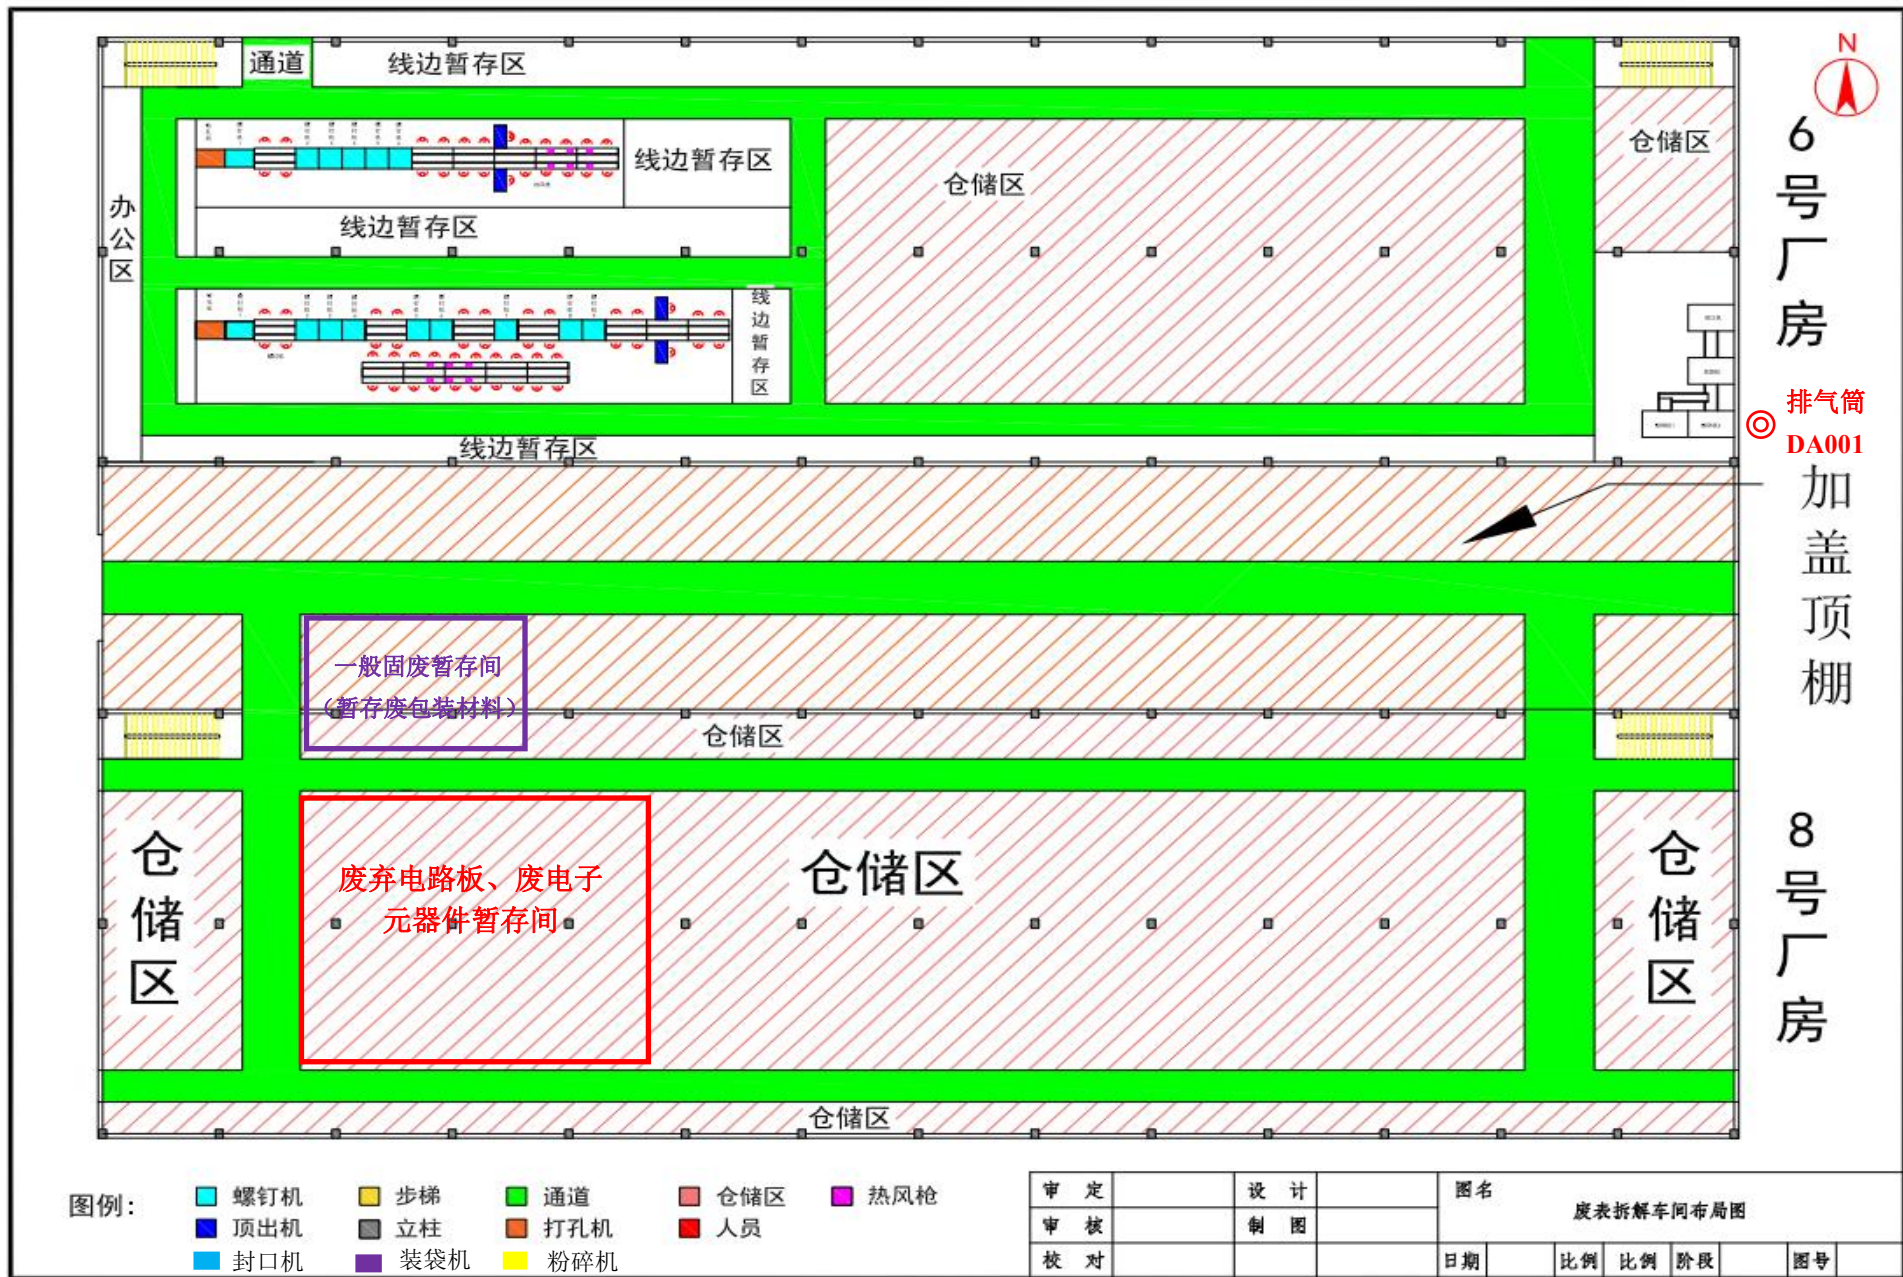 通道
线边暂存区
N
6号厂房
仓储区
线边暂存区
仓储区
办公区
线边暂存区
线边暂存区
排气筒
DA001
线边暂存区
加盖顶棚
一般固废暂存间
（暂存废包装材料）
仓储区
仓储区
废弃电路板、废电子
元器件暂存间
仓储区
仓储区
8号厂房
仓储区
图例：
螺钉机
步梯
通道
仓储区
热风枪
顶出机
立柱
打孔机
人员
封口机
装袋机
粉碎机
审 定
设 计
图名
审 核
制 图
废表拆解车间布局图
校 对
日期
比例
比例
阶段
图号